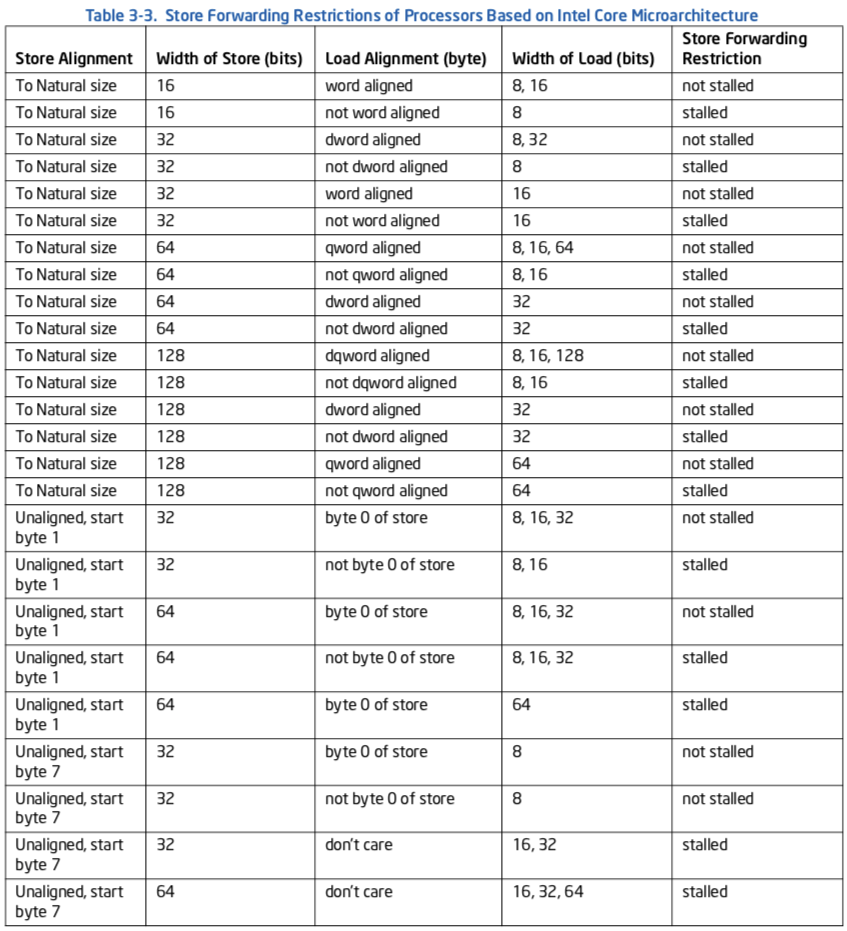 Table 3-3. Store Forwarding Restrictions of Processors Based on Intel Core Microarchitecture
Store Alignment Width of Store (bits) Load Alignment (byte) Width of Load (bits) Store Forwarding
Restriction
To Natural size 16 word aligned 8, 16 not stalled
To Natural size 16 not word aligned 8 stalled
To Natural size 32 dword aligned 8, 32 not stalled
To Natural size 32 not dword aligned 8 stalled
To Natural size 32 word aligned 16 not stalled
To Natural size 32 not word aligned 16 stalled
To Natural size 64 qword aligned 8, 16, 64 not stalled
To Natural size 64 not qword aligned 8, 16 stalled
To Natural size 64 dword aligned 32 not stalled
To Natural size 64 not dword aligned 32 stalled
To Natural size 128 dqword aligned 8, 16, 128 not stalled
To Natural size 128 not dqword aligned 8, 16 stalled
To Natural size 128 dword aligned 32 not stalled
To Natural size 128 not dword aligned 32 stalled
To Natural size 128 qword aligned 64 not stalled
To Natural size 128 not qword aligned 64 stalled
Unaligned, start 32 byte 0 of store 8, 16, 32 not stalled
byte 1
Unaligned, start 32 not byte 0 of store 8, 16 stalled
byte 1
Unaligned, start 64 byte 0 of store 8, 16, 32 not stalled
byte 1
Unaligned, start 64 not byte 0 of store 8, 16, 32 stalled
byte 1
Unaligned, start 64 byte 0 of store 64 stalled
byte 1
Unaligned, start 32 byte 0 of store 8 not stalled
byte 7
Unaligned, start 32 not byte 0 of store 8 not stalled
byte 7
Unaligned, start 32 don't care 16, 32 stalled
byte 7
Unaligned, start 64 don't care 16, 32, 64 stalled
byte 7